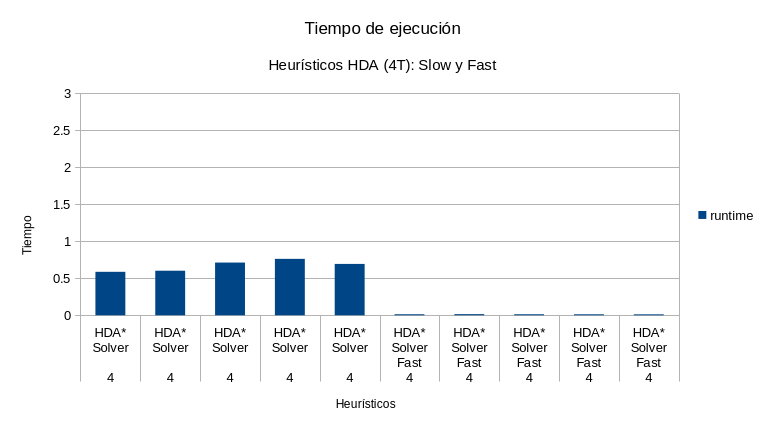 Tiempo de ejecución
Heurísticos HDA (4T): Slow y Fast
3
2.5
2
1.5
1
0.5
0
Tiempo
runtime
HDA* HDA* HDA* HDA* HDA* HDA* HDA* HDA* HDA* HDA*
Solver Solver Solver Solver Solver Solver Solver Solver Solver Solver
Fast Fast Fast Fast Fast
4 4 4 4 4 4 4 4 4 4
Heurísticos